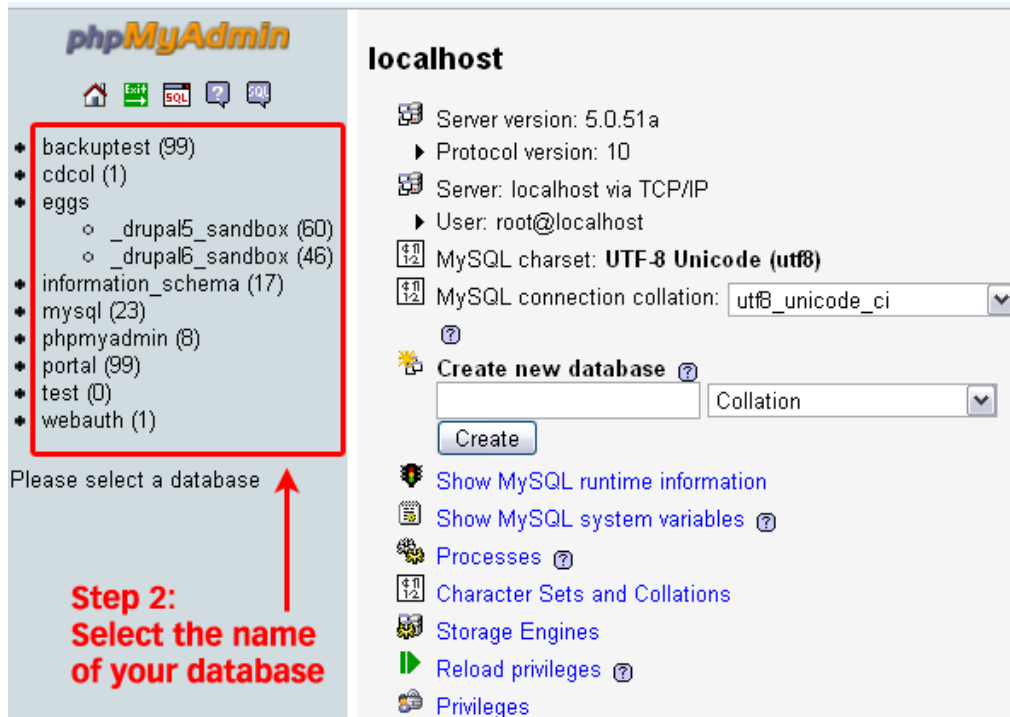 phpMyAdmin
Exit
SQL
?
SQL
backuptest (99)
cdcol (1)
eggs
_drupal5_sandbox (60)
_drupal6_sandbox (46)
information_schema (17)
mysql (23)
phpmyadmin (8)
portal (99)
test (0)
webauth (1)
Please select a database
Step 2:
Select the name
of your database
localhost
Server version: 5.0.51a
Protocol version: 10
Server: localhost via TCP/IP
User: root@localhost
MySQL charset: UTF-8 Unicode (utf8)
MySQL connection collation: utf8_unicode_ci
?
Create new database ?
Collation
Create
Show MySQL runtime information
Show MySQL system variables ?
Processes ?
Character Sets and Collations
Storage Engines
Reload privileges ?
Privileges